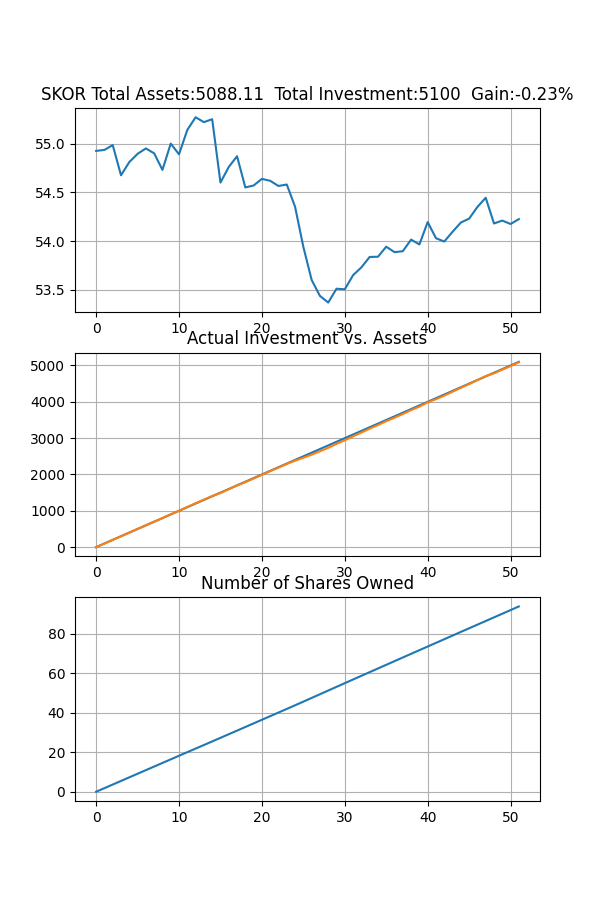 SKOR Total Assets:5088.11  Total Investment:5100  Gain:-0.23%
55.0
54.5
54.0
53.5
0 10 20 30 40 50
Actual Investment vs. Assets
5000
4000
3000
2000
1000
0
0 10 20 30 40 50
Number of Shares Owned
80
60
40
20
0
0 10 20 30 40 50